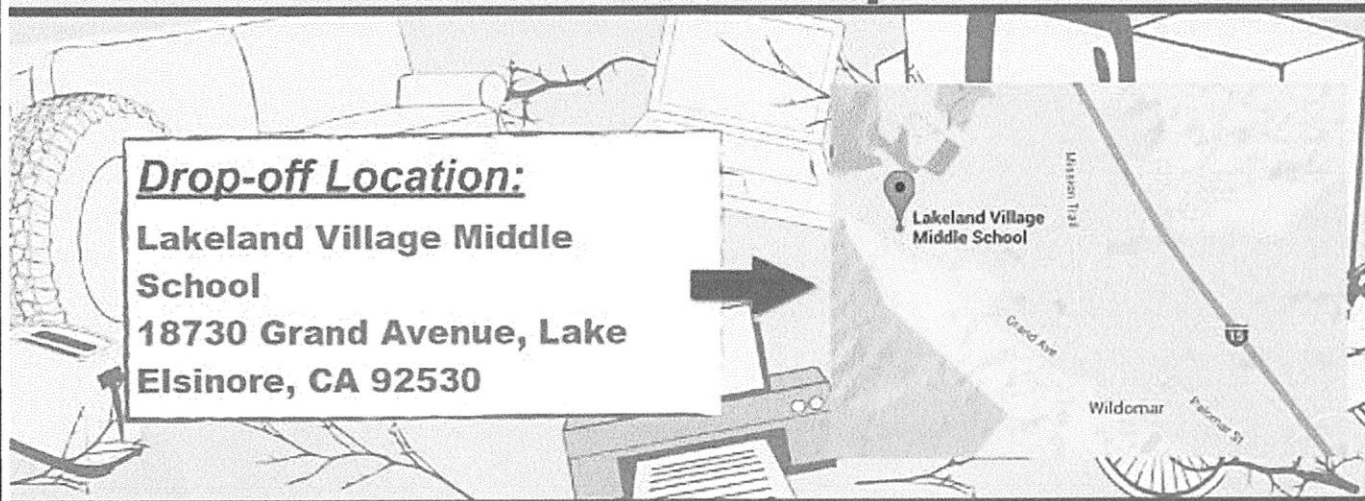 Drop-off Location:
Lakeland Village Middle
School
18730 Grand Avenue, Lake
Elsinore, CA 92530
Lakeland Village
Middle School
Mission Trail
Grand Ave
15
Wildomar
Palomar St